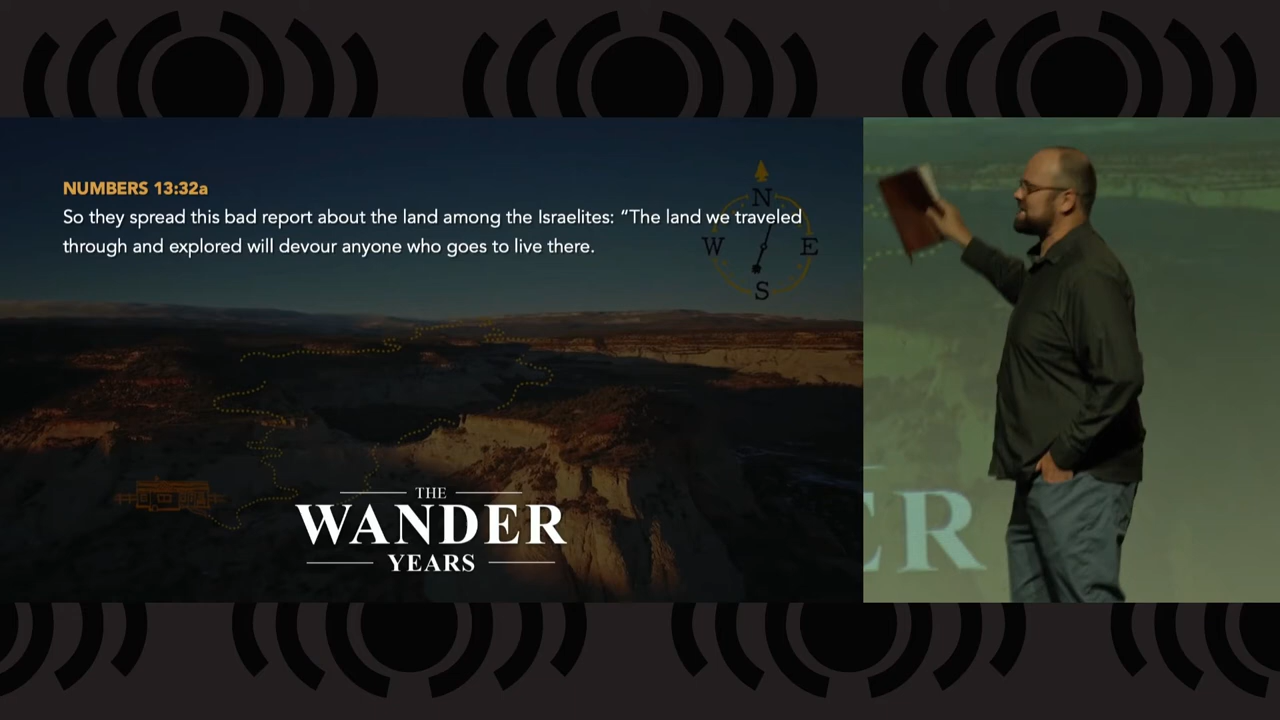 NUMBERS 13:32a
So they spread this bad report about the land among the Israelites: “The land we traveled
through and explored will devour anyone who goes to live there.
N
W E
S
THE
WANDER
YEARS
ER